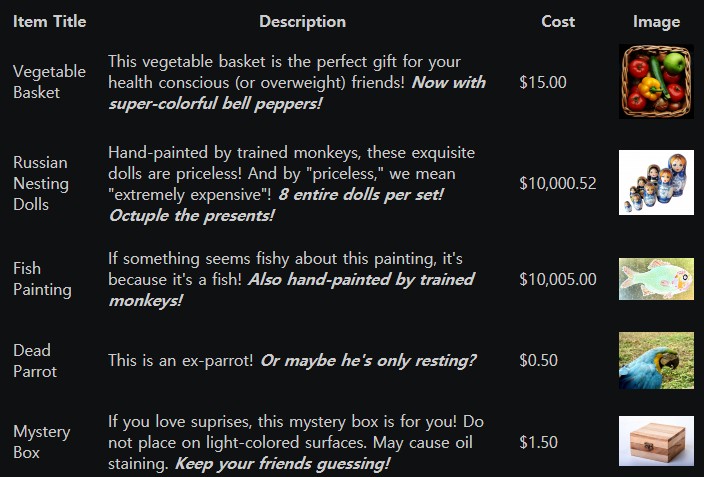 Item Title Description Cost Image
Vegetable Basket
This vegetable basket is the perfect gift for your
health conscious (or overweight) friends! Now with
super-colorful bell peppers!
$15.00
Russian
Nesting
Dolls
Hand-painted by trained monkeys, these exquisite
dolls are priceless! And by "priceless," we mean
"extremely expensive"! 8 entire dolls per set!
Octuple the presents!
$10,000.52
Fish
Painting
If something seems fishy about this painting, it's
because it's a fish! Also hand-painted by trained
monkeys!
$10,005.00
Dead
Parrot
This is an ex-parrot! Or maybe he's only resting?
$0.50
Mystery
Box
If you love suprises, this mystery box is for you! Do
not place on light-colored surfaces. May cause oil
staining. Keep your friends guessing!
$1.50